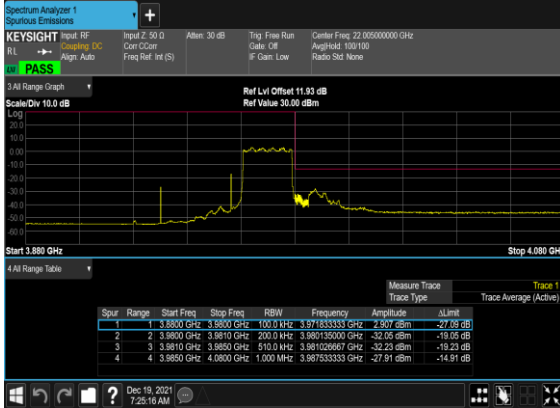 Spectrum Analyzer 1
Spurious Emissions
KEYSIGHT
RL
Input: RF
Coupling: DC
Align: Auto
Input Z: 50 Ω
Corr CCorr
Freq Ref: Int (S)
Atten: 30 dB
Trig: Free Run
Gate: Off
IF Gain: Low
Center Freq: 22.005000000 GHz
Avg|Hold: 100/100
Radio Std: None
PASS
3 All Range Graph
Scale/Div 10.0 dB
Ref Lvl Offset 11.93 dB
Ref Value 30.00 dBm
Log
20.0
10.0
0.00
-10.0
-20.0
-30.0
-40.0
-50.0
-60.0
Start 3.880 GHz
Stop 4.080 GH
4 All Range Table
Measure Trace Trace 1
Trace Type Trace Average (Active)
Spur Range Start Freq Stop Freq RBW Frequency Amplitude ΔLimit
1 1 3.8800 GHz 3.9800 GHz 100.0 kHz 3.971833333 GHz 2.907 dBm -27.09 dB
2 2 3.9800 GHz 3.9810 GHz 200.0 kHz 3.980135000 GHz -32.05 dBm -19.05 dB
3 3 3.9810 GHz 3.9850 GHz 510.0 kHz 3.981026667 GHz -32.23 dBm -19.23 dB
4 4 3.9850 GHz 4.0800 GHz 1.000 MHz 3.987533333 GHz -27.91 dBm -14.91 dB
Dec 19, 2021
7:25:16 AM